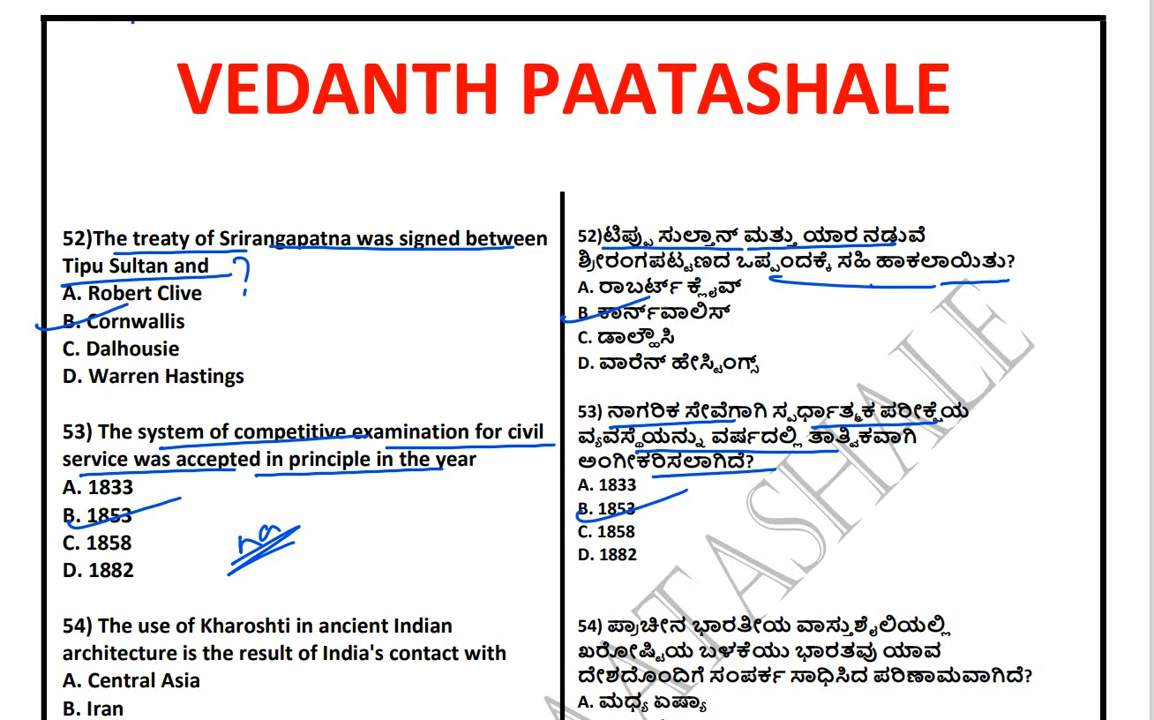 VEDANTH PAATASHALE
52)The treaty of Srirangapatna was signed between
Tipu Sultan and
?
A. Robert Clive
B. Cornwallis
C. Dalhousie
D. Warren Hastings
53) The system of competitive examination for civil
service was accepted in principle in the year
A. 1833
B. 1853
C. 1858
D. 1882
54) The use of Kharoshti in ancient Indian
architecture is the result of India's contact with
A. Central Asia
B. Iran
52)ಟಿಪ್ಪು ಸುಲ್ತಾನ್ ಮತ್ತು ಯಾರ ನಡುವೆ
ಶ್ರೀರಂಗಪಟ್ಟಣದ ಒಪ್ಪಂದಕ್ಕೆ ಸಹಿ ಹಾಕಲಾಯಿತು?
A. ರಾಬರ್ಟ್ ಕ್ಲೈವ್
B. ಕಾರ್ನ್‌ವಾಲಿಸ್
C. ಡಾಲ್ಹೌಸಿ
D. ವಾರೆನ್ ಹೇಸ್ಟಿಂಗ್ಸ್
53) ನಾಗರಿಕ ಸೇವೆಗಾಗಿ ಸ್ಪರ್ಧಾತ್ಮಕ ಪರೀಕ್ಷೆಯ
ವ್ಯವಸ್ಥೆಯನ್ನು ವರ್ಷದಲ್ಲಿ ತಾತ್ವಿಕವಾಗಿ
ಅಂಗೀಕರಿಸಲಾಗಿದೆ?
A. 1833
B. 1853
C. 1858
D. 1882
54) ಪ್ರಾಚೀನ ಭಾರತೀಯ ವಾಸ್ತುಶೈಲಿಯಲ್ಲಿ
ಖರೋಷ್ಟಿಯ ಬಳಕೆಯು ಭಾರತವು ಯಾವ
ದೇಶದೊಂದಿಗೆ ಸಂಪರ್ಕ ಸಾಧಿಸಿದ ಪರಿಣಾಮವಾಗಿದೆ?
A. ಮಧ್ಯ ಏಷ್ಯಾ
ATASHALE